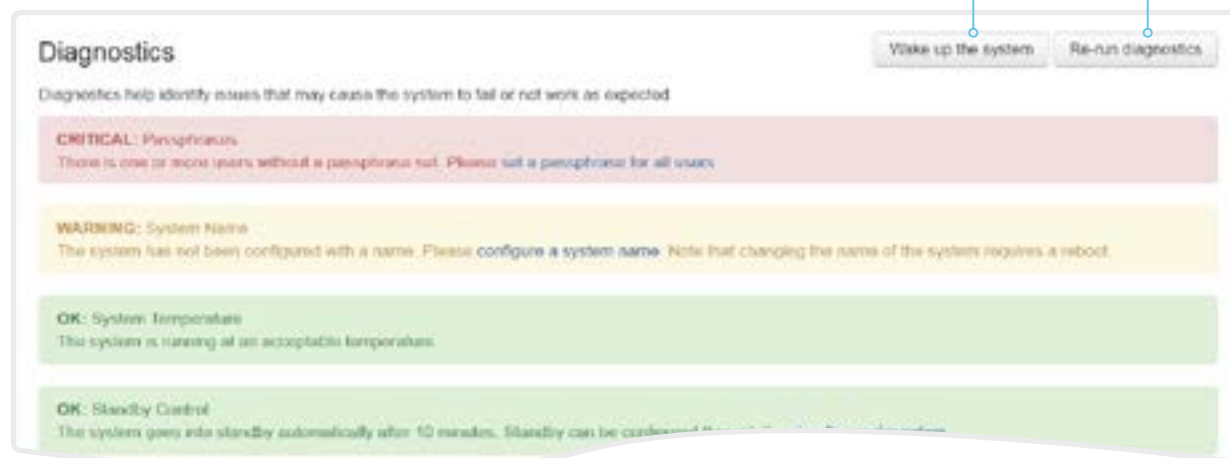 Diagnostics
Wake up the system
Re-run diagnostics
Diagnostics help identify issues that may cause the system to fail or not work as expected
CRITICAL: Passphrases
There is one or more users without a passphrase set. Please set a passphrase for all users
WARNING: System Name
The system has not been configured with a name. Please configure a system name. Note that changing the name of the system requires a reboot.
OK: System Temperature
The system is running at an acceptable temperature.
OK: Standby Control
The system goes into standby automatically after 10 minutes. Standby can be